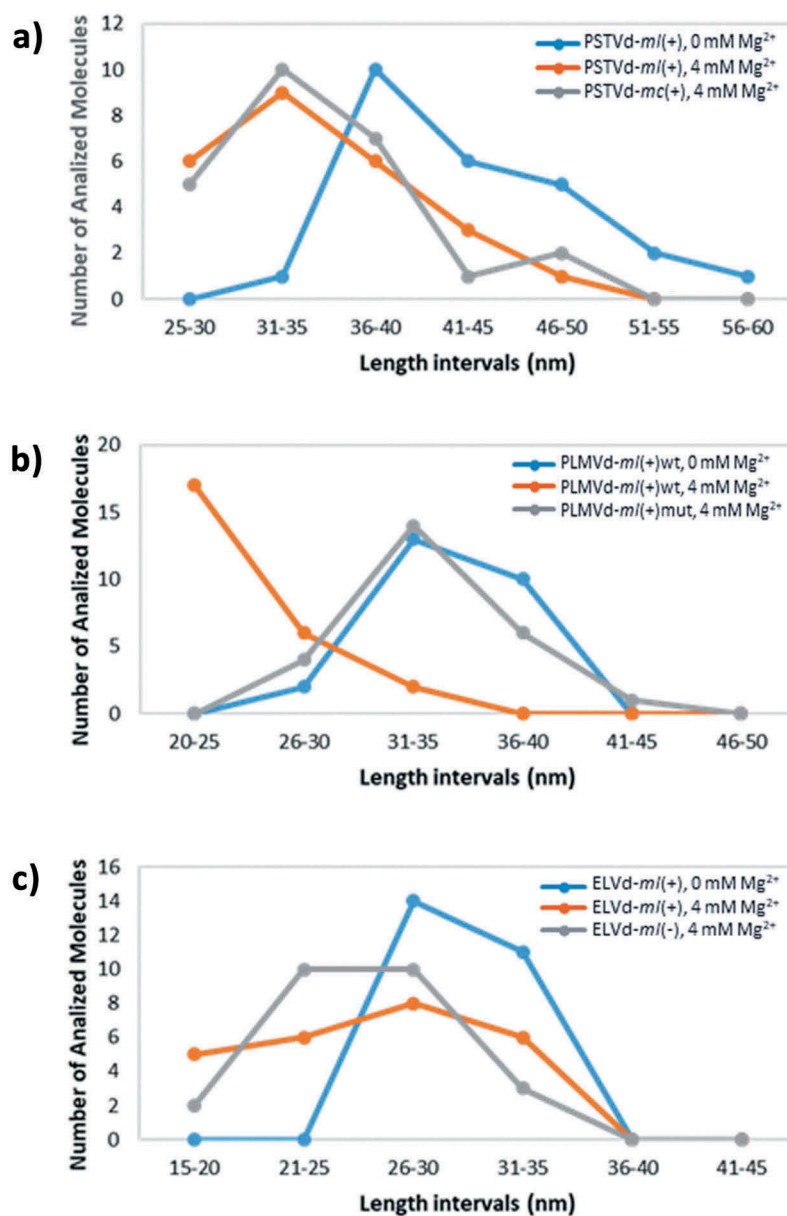 a)
Number of Analized Molecules
12
10
8
6
4
2
0
PSTVd-ml(+), 0 mM Mg²⁺
PSTVd-ml(+), 4 mM Mg²⁺
PSTVd-mc(+), 4 mM Mg²⁺
25-30 31-35 36-40 41-45 46-50 51-55 56-60
Length intervals (nm)
b)
Number of Analized Molecules
20
15
10
5
0
PLMVd-ml(+)wt, 0 mM Mg²⁺
PLMVd-ml(+)wt, 4 mM Mg²⁺
PLMVd-ml(+)mut, 4 mM Mg²⁺
20-25 26-30 31-35 36-40 41-45 46-50
Length intervals (nm)
c)
Number of Analized Molecules
16
14
12
10
8
6
4
2
0
ELVd-ml(+), 0 mM Mg²⁺
ELVd-ml(+), 4 mM Mg²⁺
ELVd-ml(-), 4 mM Mg²⁺
15-20 21-25 26-30 31-35 36-40 41-45
Length intervals (nm)